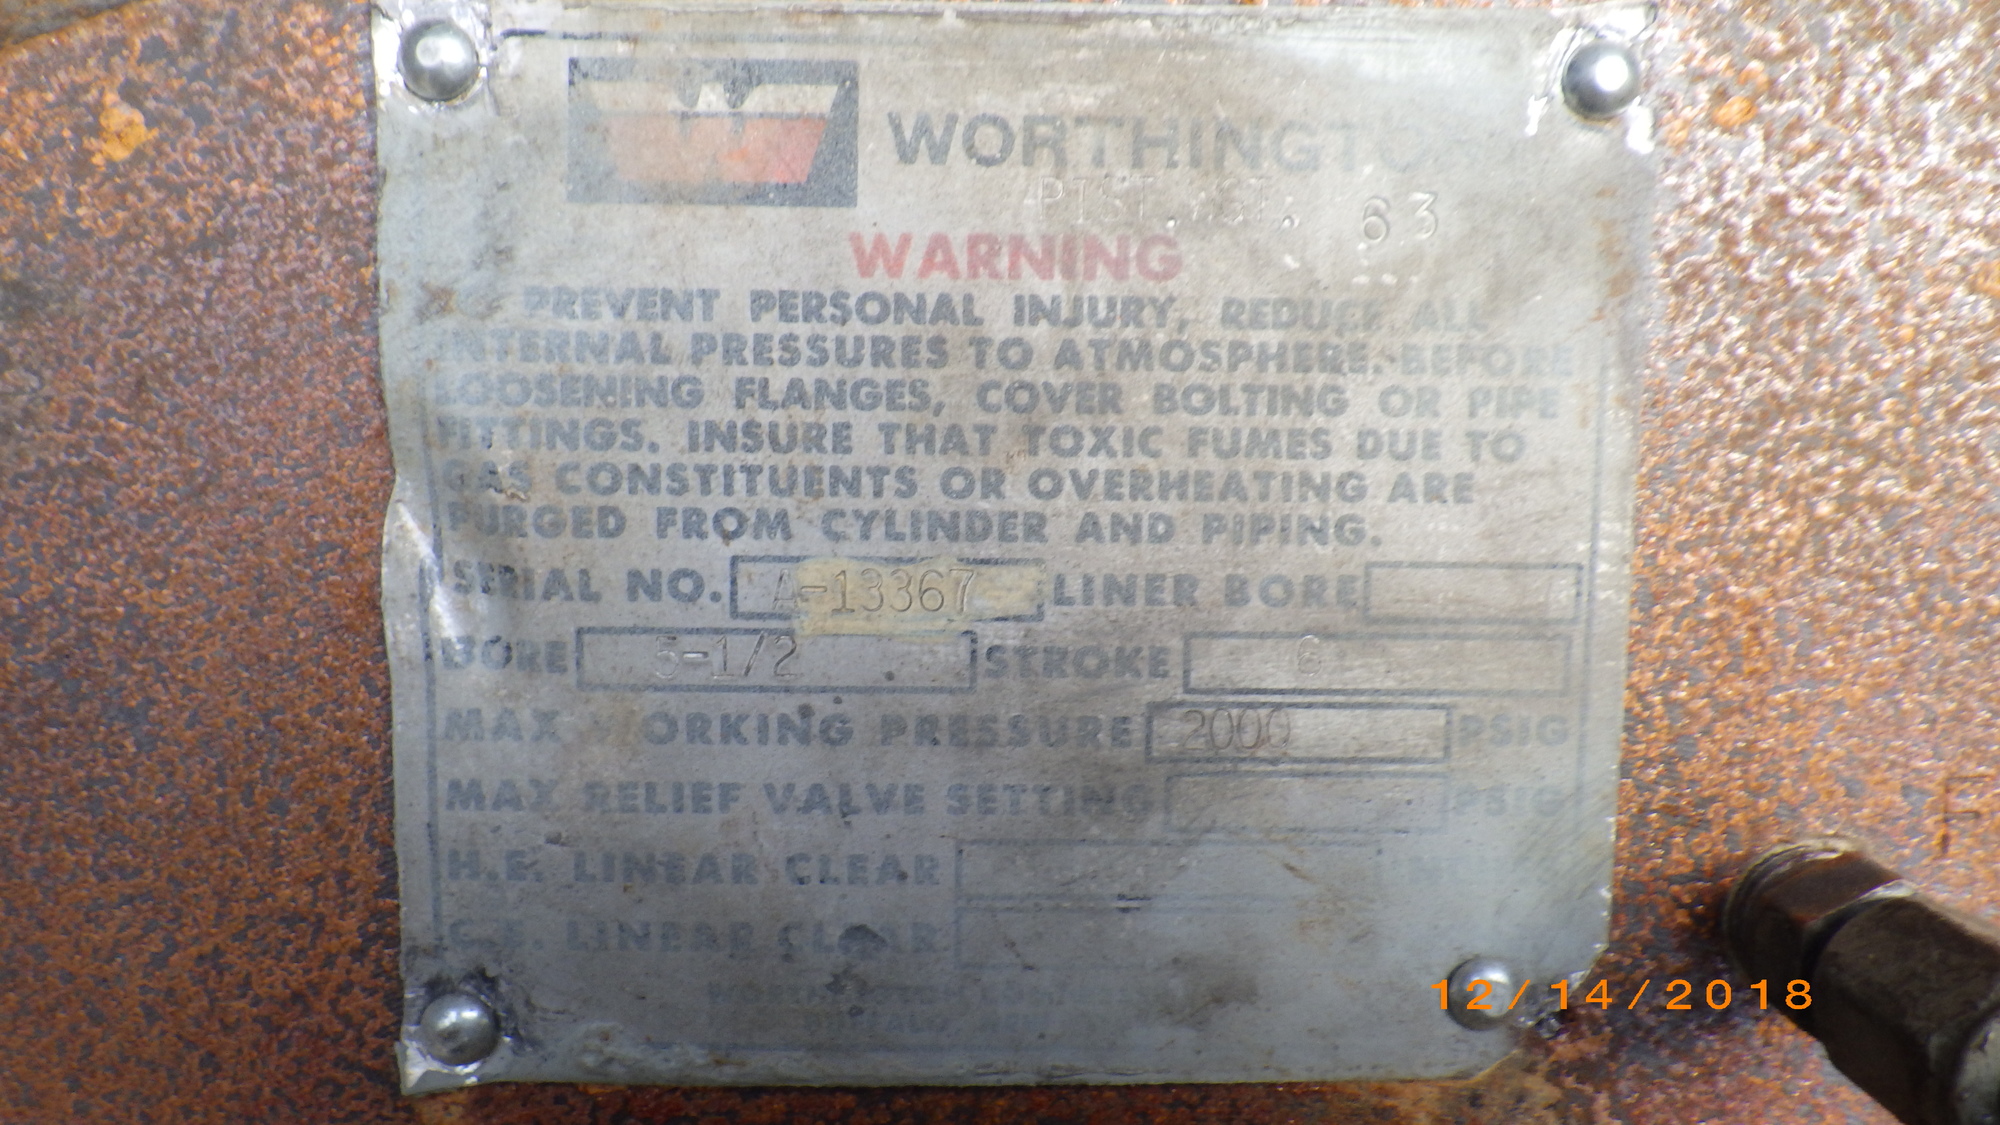 WORTHINGTON
PIST. WGT. 63
WARNING
PREVENT PERSONAL INJURY, REDUCE ALL
INTERNAL PRESSURES TO ATMOSPHERE, BEFORE
LOOSENING FLANGES, COVER BOLTING OR PIPE
FITTINGS. INSURE THAT TOXIC FUMES DUE TO
GAS CONSTITUENTS OR OVERHEATING ARE
PURGED FROM CYLINDER AND PIPING.
SERIAL NO. A-13367 LINER BORE
BORE 5-1/2 STROKE 6
MAX WORKING PRESSURE 2000 PSIG
MAX RELIEF VALVE SETTING PSIG
H.E. LINEAR CLEAR
C.E. LINEAR CLEAR
12/14/2018